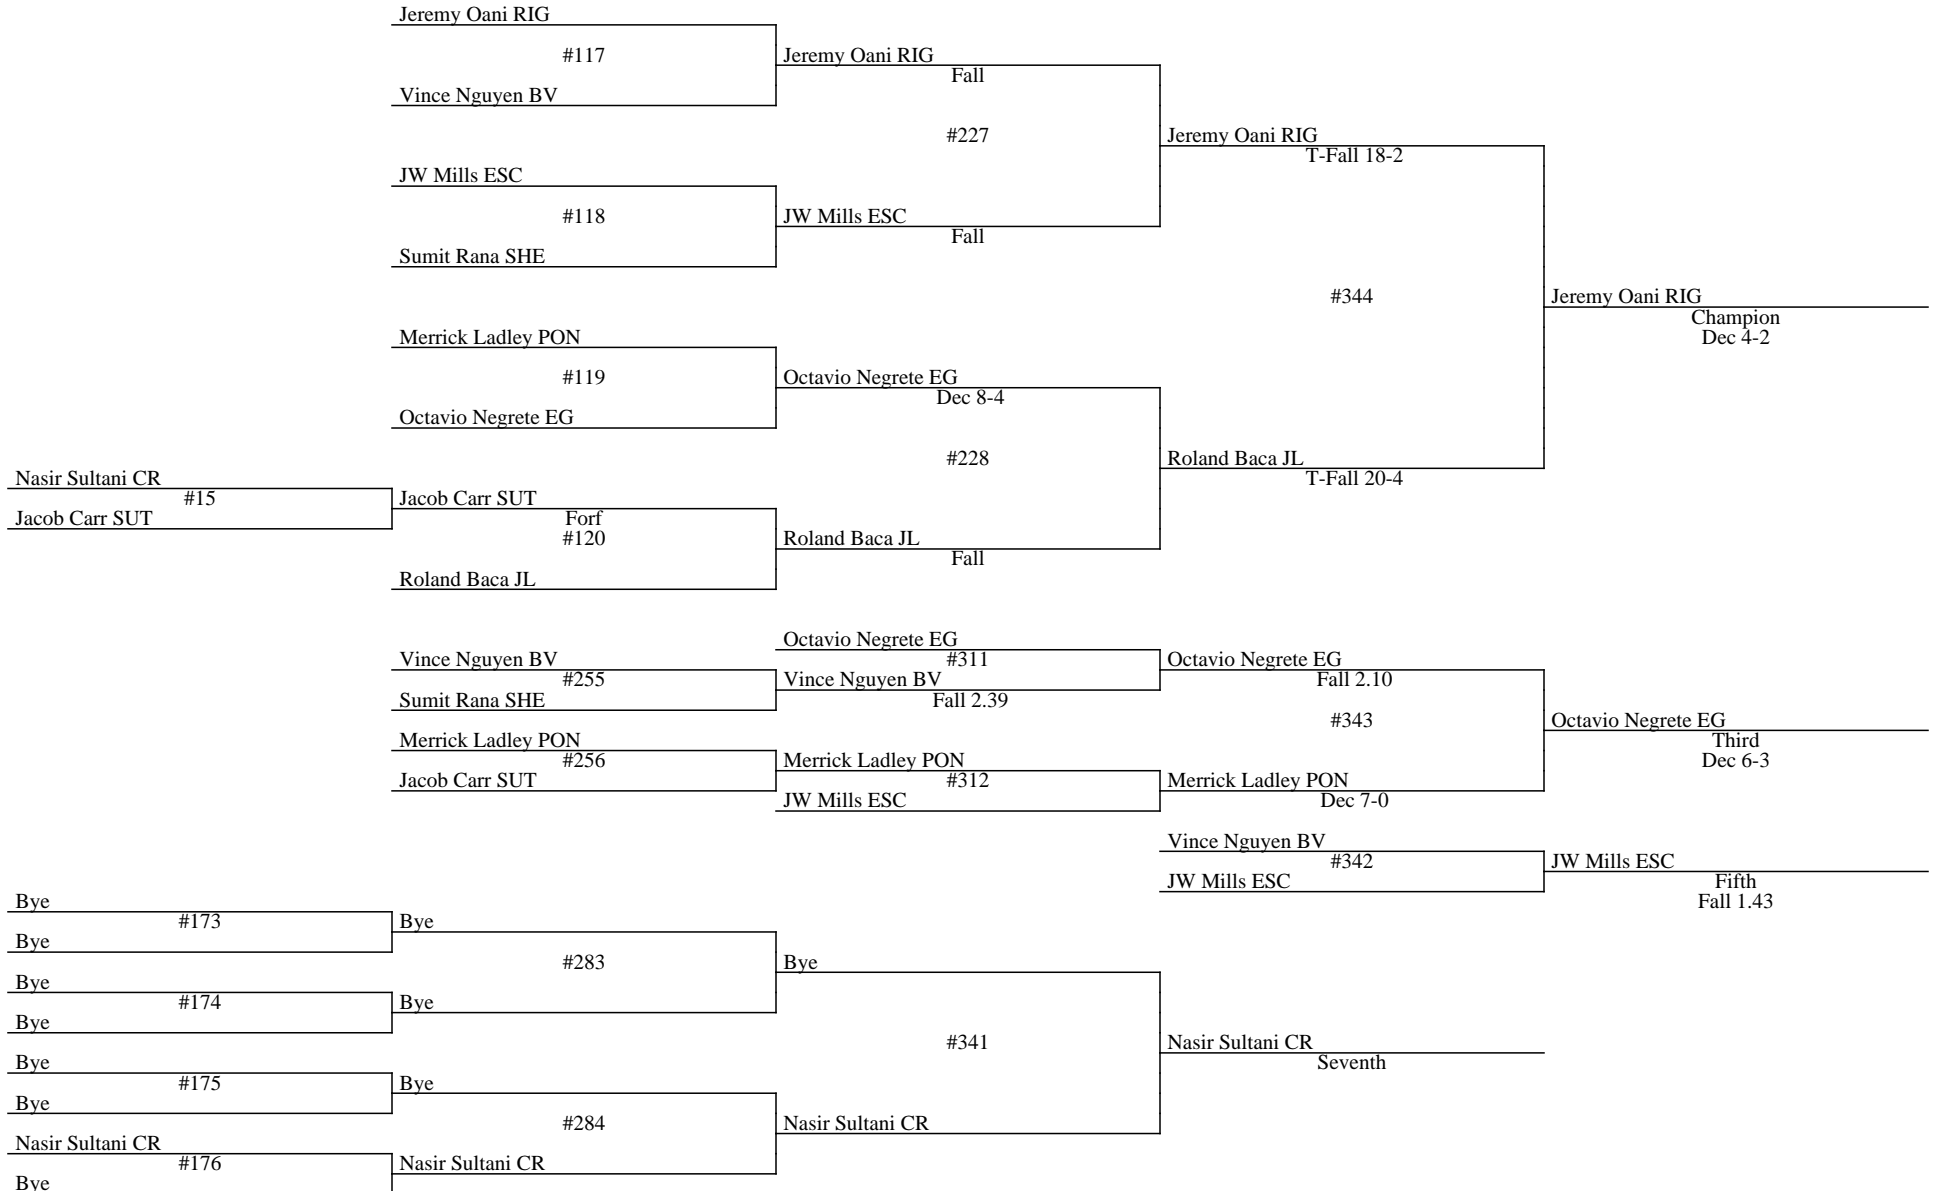 Jeremy Oani RIG
#117
Jeremy Oani RIG
Fall
Vince Nguyen BV
#227
Jeremy Oani RIG
T-Fall 18-2
JW Mills ESC
#118
JW Mills ESC
Fall
Sumit Rana SHE
#344
Jeremy Oani RIG
Champion
Dec 4-2
Merrick Ladley PON
#119
Octavio Negrete EG
Dec 8-4
Octavio Negrete EG
#228
Roland Baca JL
T-Fall 20-4
Nasir Sultani CR
#15
Jacob Carr SUT
Jacob Carr SUT
Forf
#120
Roland Baca JL
Fall
Roland Baca JL
Octavio Negrete EG
#311
Octavio Negrete EG
Fall 2.10
Vince Nguyen BV
#255
Vince Nguyen BV
Fall 2.39
Sumit Rana SHE
#343
Octavio Negrete EG
Third
Dec 6-3
Merrick Ladley PON
#256
Merrick Ladley PON
#312
Merrick Ladley PON
Dec 7-0
Jacob Carr SUT
JW Mills ESC
Vince Nguyen BV
#342
JW Mills ESC
Fifth
Fall 1.43
JW Mills ESC
Bye
#173
Bye
Bye
#283
Bye
Bye
#174
Bye
Bye
#341
Nasir Sultani CR
Seventh
Bye
#175
Bye
Bye
#284
Nasir Sultani CR
Nasir Sultani CR
#176
Nasir Sultani CR
Bye